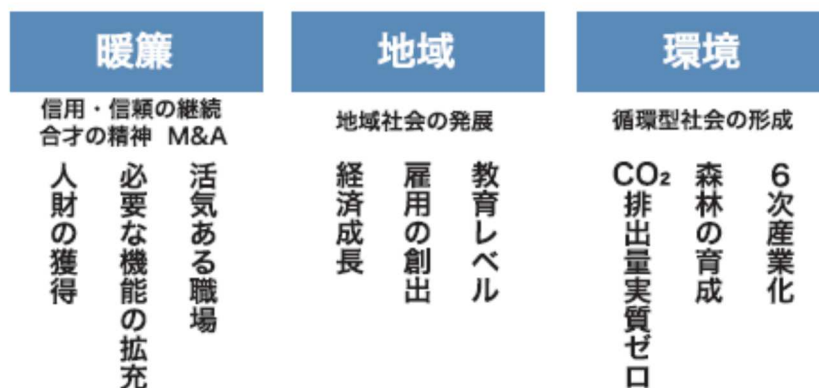 暖簾
信用・信頼の継続
合才の精神 M&A
活気ある職場
必要な機能の拡充
人財の獲得
地域
地域社会の発展
教育レベル
雇用の創出
経済成長
環境
循環型社会の形成
6次産業化
森林の育成
CO₂排出量実質ゼロ